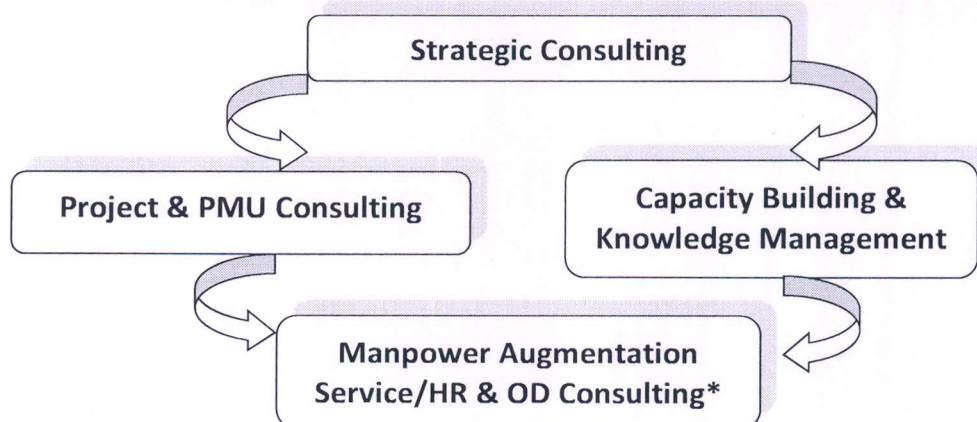 Strategic Consulting
Project & PMU Consulting
Capacity Building &
Knowledge Management
Manpower Augmentation
Service/HR & OD Consulting*